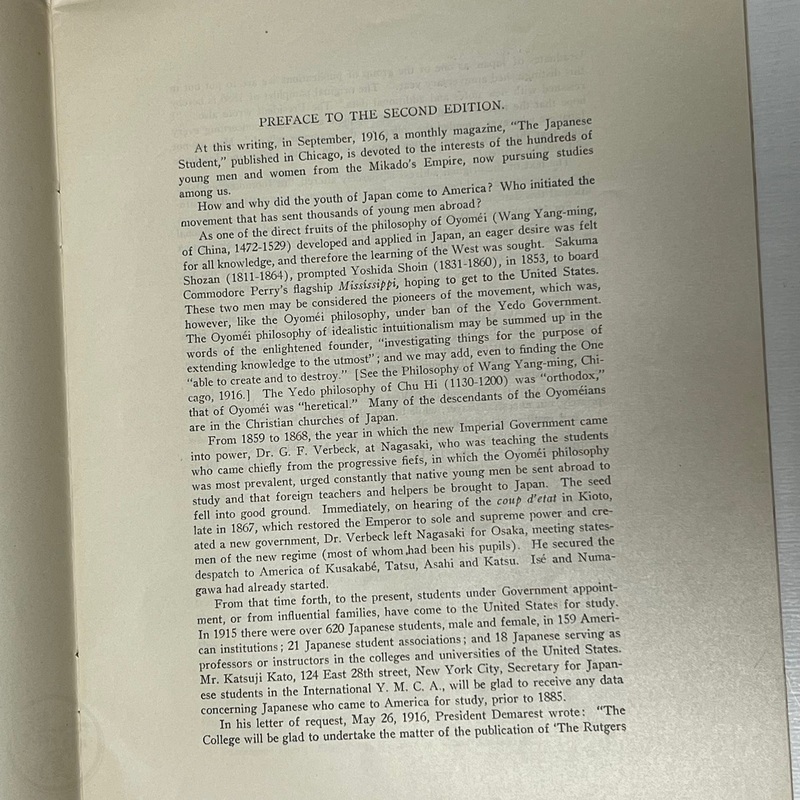 PREFACE TO THE SECOND EDITION.
At this writing, in September, 1916, a monthly magazine, "The Japanese
Student," published in Chicago, is devoted to the interests of the hundreds of
young men and women from the Mikado's Empire, now pursuing studies
among us.
How and why did the youth of Japan come to America? Who initiated the
movement that has sent thousands of young men abroad?
As one of the direct fruits of the philosophy of Oyoméi (Wang Yang-ming,
of China, 1472-1529) developed and applied in Japan, an eager desire was felt
for all knowledge, and therefore the learning of the West was sought. Sakuma
Shozan (1811-1864), prompted Yoshida Shoin (1831-1860), in 1853, to board
Commodore Perry's flagship Mississippi, hoping to get to the United States.
These two men may be considered the pioneers of the movement, which was,
however, like the Oyoméi philosophy, under ban of the Yedo Government.
The Oyoméi philosophy of idealistic intuitionalism may be summed up in the
words of the enlightened founder, "investigating things for the purpose of
extending knowledge to the utmost"; and we may add, even to finding the One
"able to create and to destroy." [See the Philosophy of Wang Yang-ming, Chi-
cago, 1916.] The Yedo philosophy of Chu Hi (1130-1200) was "orthodox,"
that of Oyoméi was "heretical." Many of the descendants of the Oyoméians
are in the Christian churches of Japan.
From 1859 to 1868, the year in which the new Imperial Government came
into power, Dr. G. F. Verbeck, at Nagasaki, who was teaching the students
who came chiefly from the progressive fiefs, in which the Oyoméi philosophy
was most prevalent, urged constantly that native young men be sent abroad to
study and that foreign teachers and helpers be brought to Japan. The seed
fell into good ground. Immediately, on hearing of the coup d'etat in Kioto,
late in 1867, which restored the Emperor to sole and supreme power and cre-
ated a new government, Dr. Verbeck left Nagasaki for Osaka, meeting states-
men of the new regime (most of whom had been his pupils). He secured the
despatch to America of Kusakabé, Tatsu, Asahi and Katsu. Isé and Numa-
gawa had already started.
From that time forth, to the present, students under Government appoint-
ment, or from influential families, have come to the United States for study.
In 1915 there were over 620 Japanese students, male and female, in 159 Ameri-
can institutions; 21 Japanese student associations; and 18 Japanese serving as
professors or instructors in the colleges and universities of the United States.
Mr. Katsuji Kato, 124 East 28th street, New York City, Secretary for Japan-
ese students in the International Y. M. C. A., will be glad to receive any data
concerning Japanese who came to America for study, prior to 1885.
In his letter of request, May 26, 1916, President Demarest wrote: "The
College will be glad to undertake the matter of the publication of 'The Rutgers